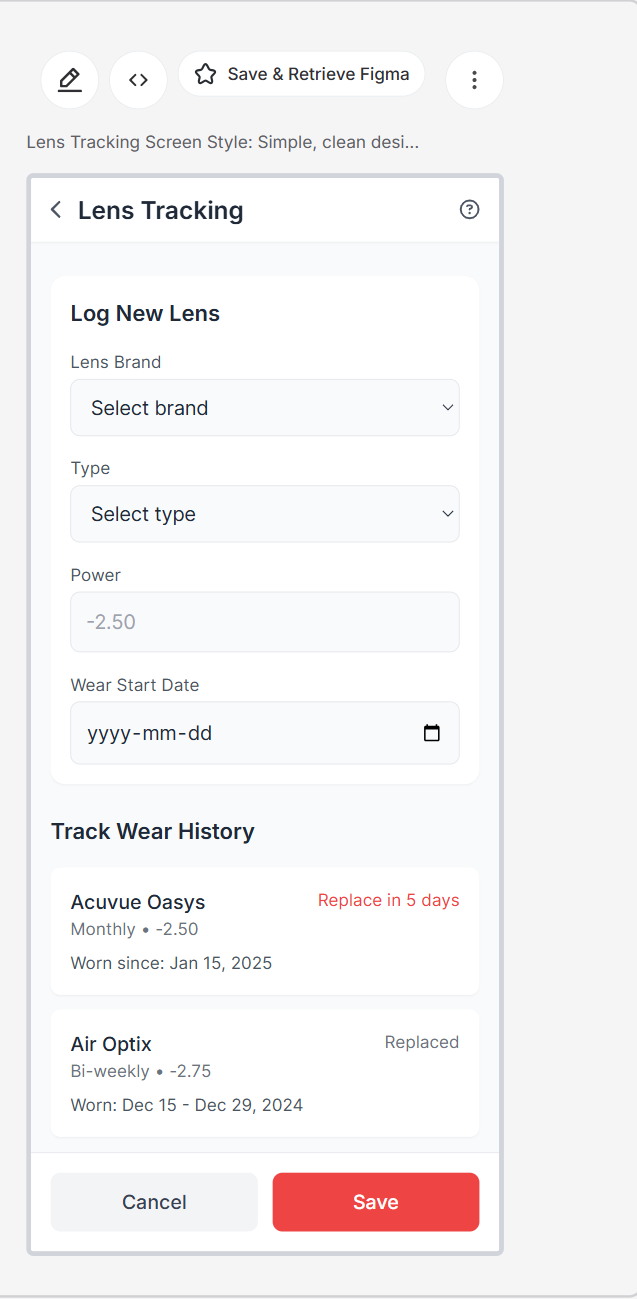 Save & Retrieve Figma
Lens Tracking Screen Style: Simple, clean desi...
Lens Tracking
Log New Lens
Lens Brand
Select brand
Type
Select type
Power
-2.50
Wear Start Date
yyyy-mm-dd
Track Wear History
Acuvue Oasys
Replace in 5 days
Monthly • -2.50
Worn since: Jan 15, 2025
Air Optix
Replaced
Bi-weekly • -2.75
Worn: Dec 15 - Dec 29, 2024
Cancel
Save